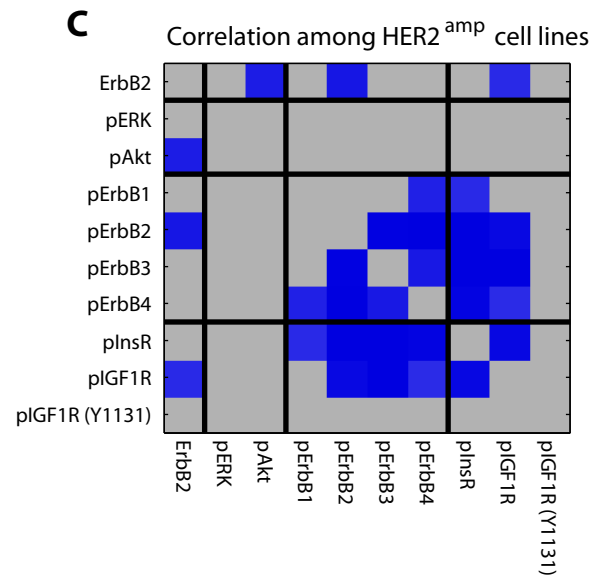 C
Correlation among HER2 amp cell lines
ErbB2
pERK
pAkt
pErbB1
pErbB2
pErbB3
pErbB4
pInsR
pIGF1R
pIGF1R (Y1131)
ErbB2
pERK
pAkt
pErbB1
pErbB2
pErbB3
pErbB4
pInsR
pIGF1R
pIGF1R (Y1131)